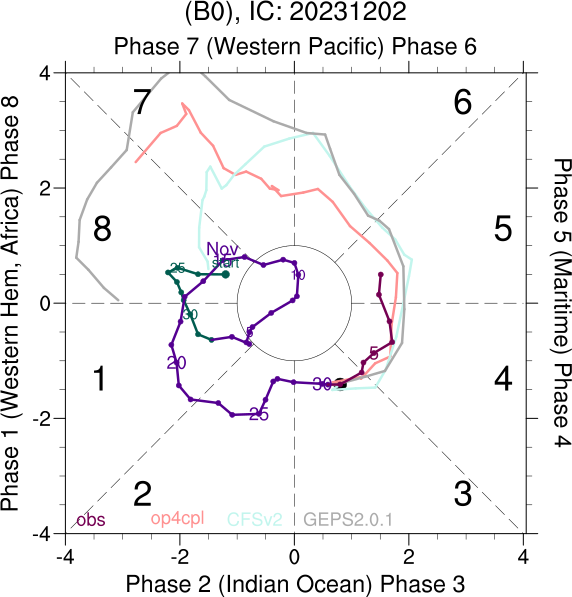 (B0), IC: 20231202
Phase 7 (Western Pacific) Phase 6
4
7
6
Phase 1 (Western Hem, Africa) Phase 8
2
8
5
Nov
start
25
10
0
30
5
5
Phase 5 (Maritime) Phase 4
20
30
1
4
-2
25
2
3
obs
op4cpl
CFSv2
GEPS2.0.1
-4
-4
-2
0
2
4
Phase 2 (Indian Ocean) Phase 3